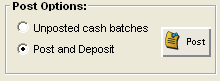 Post Options:
Unposted cash batches
Post and Deposit
Post